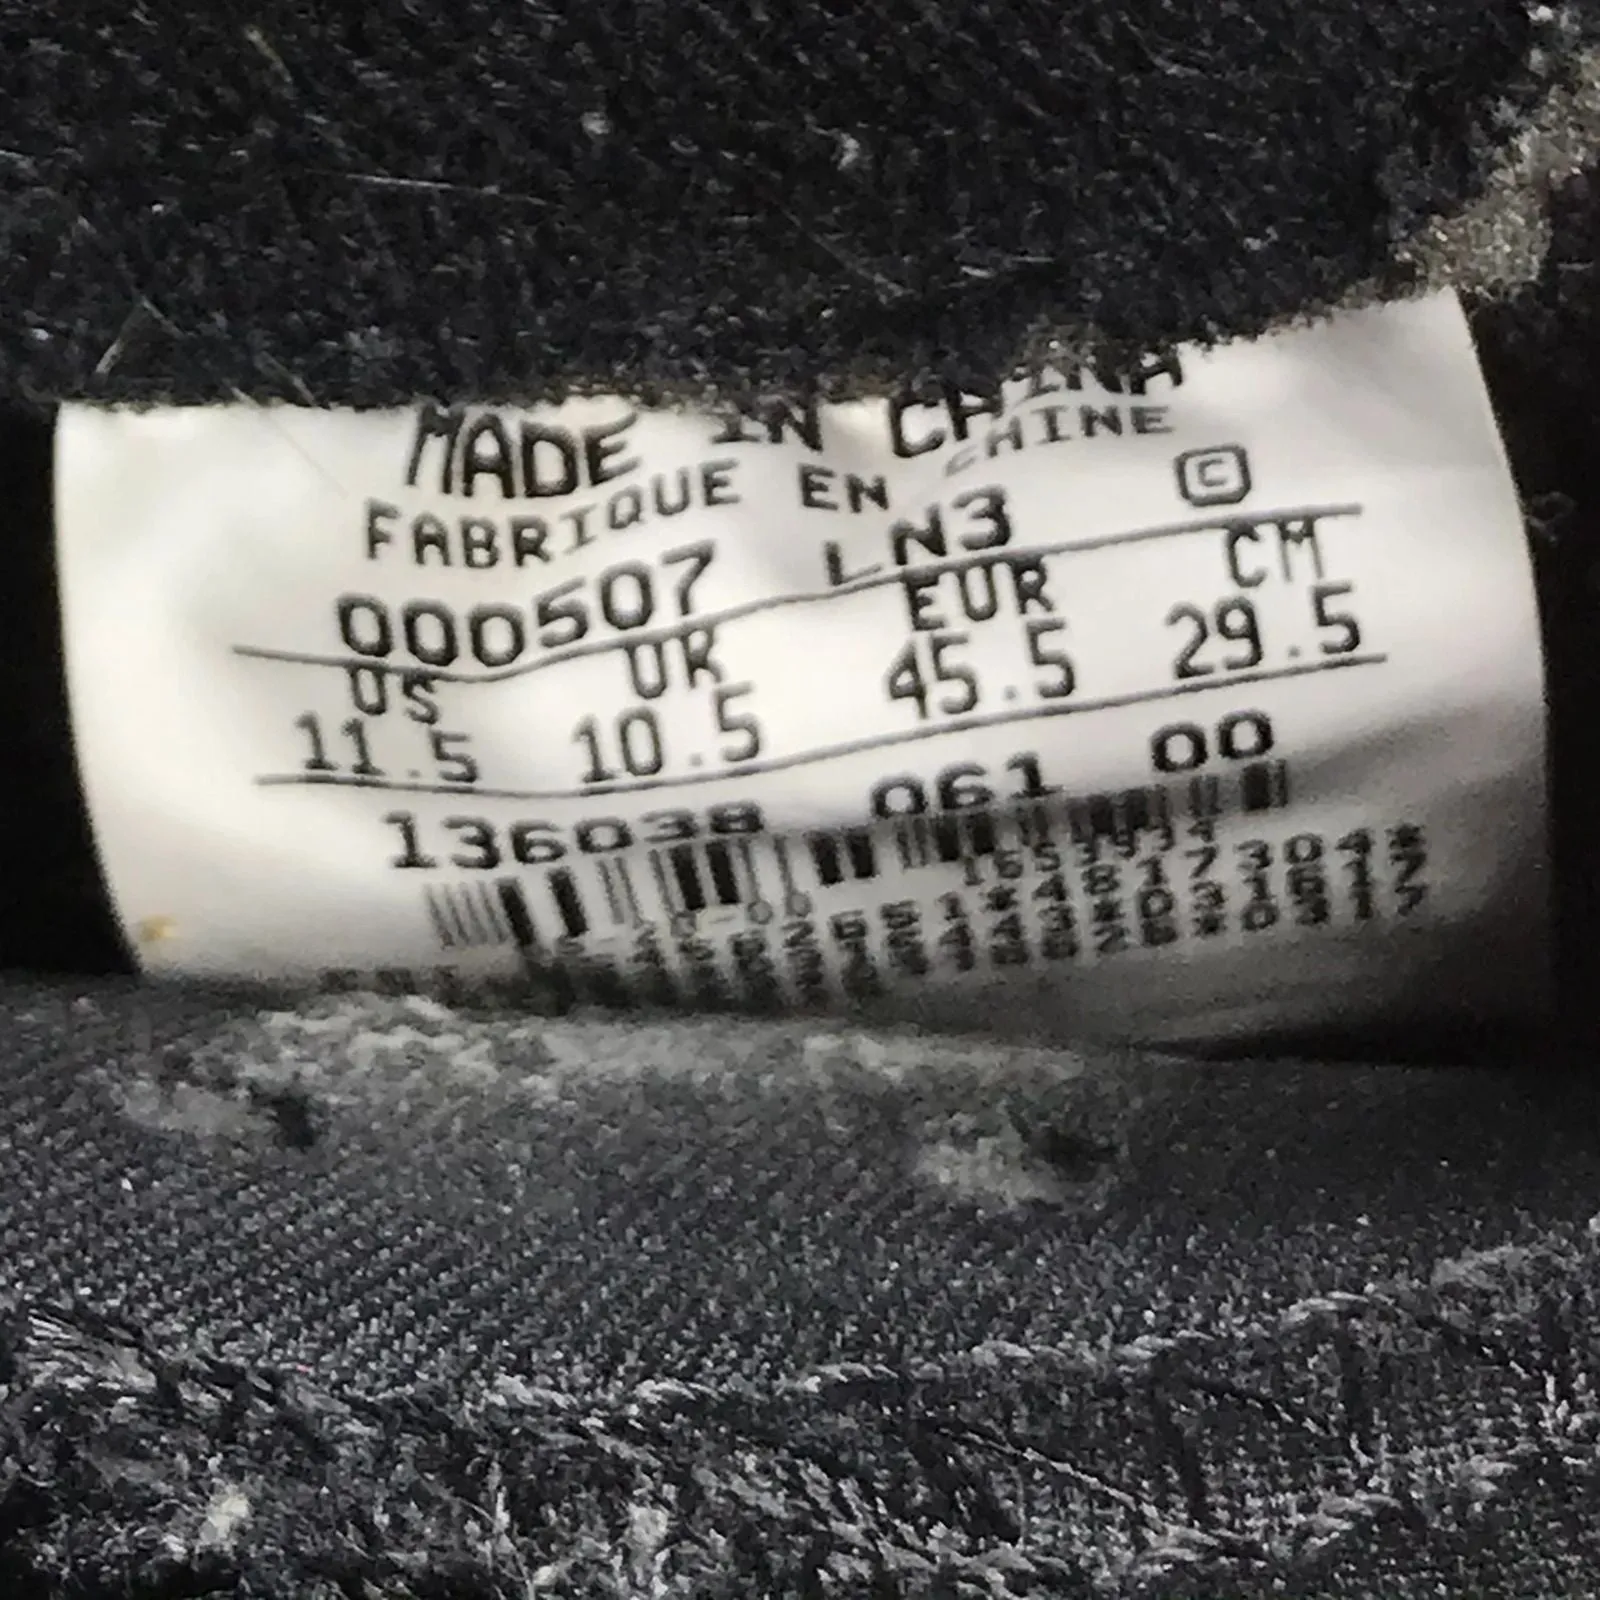 MADE IN CHINA
FABRIQUE EN CHINE
000507 LN3 C
US UK EUR CM
11.5 10.5 45.5 29.5
136038 061 00